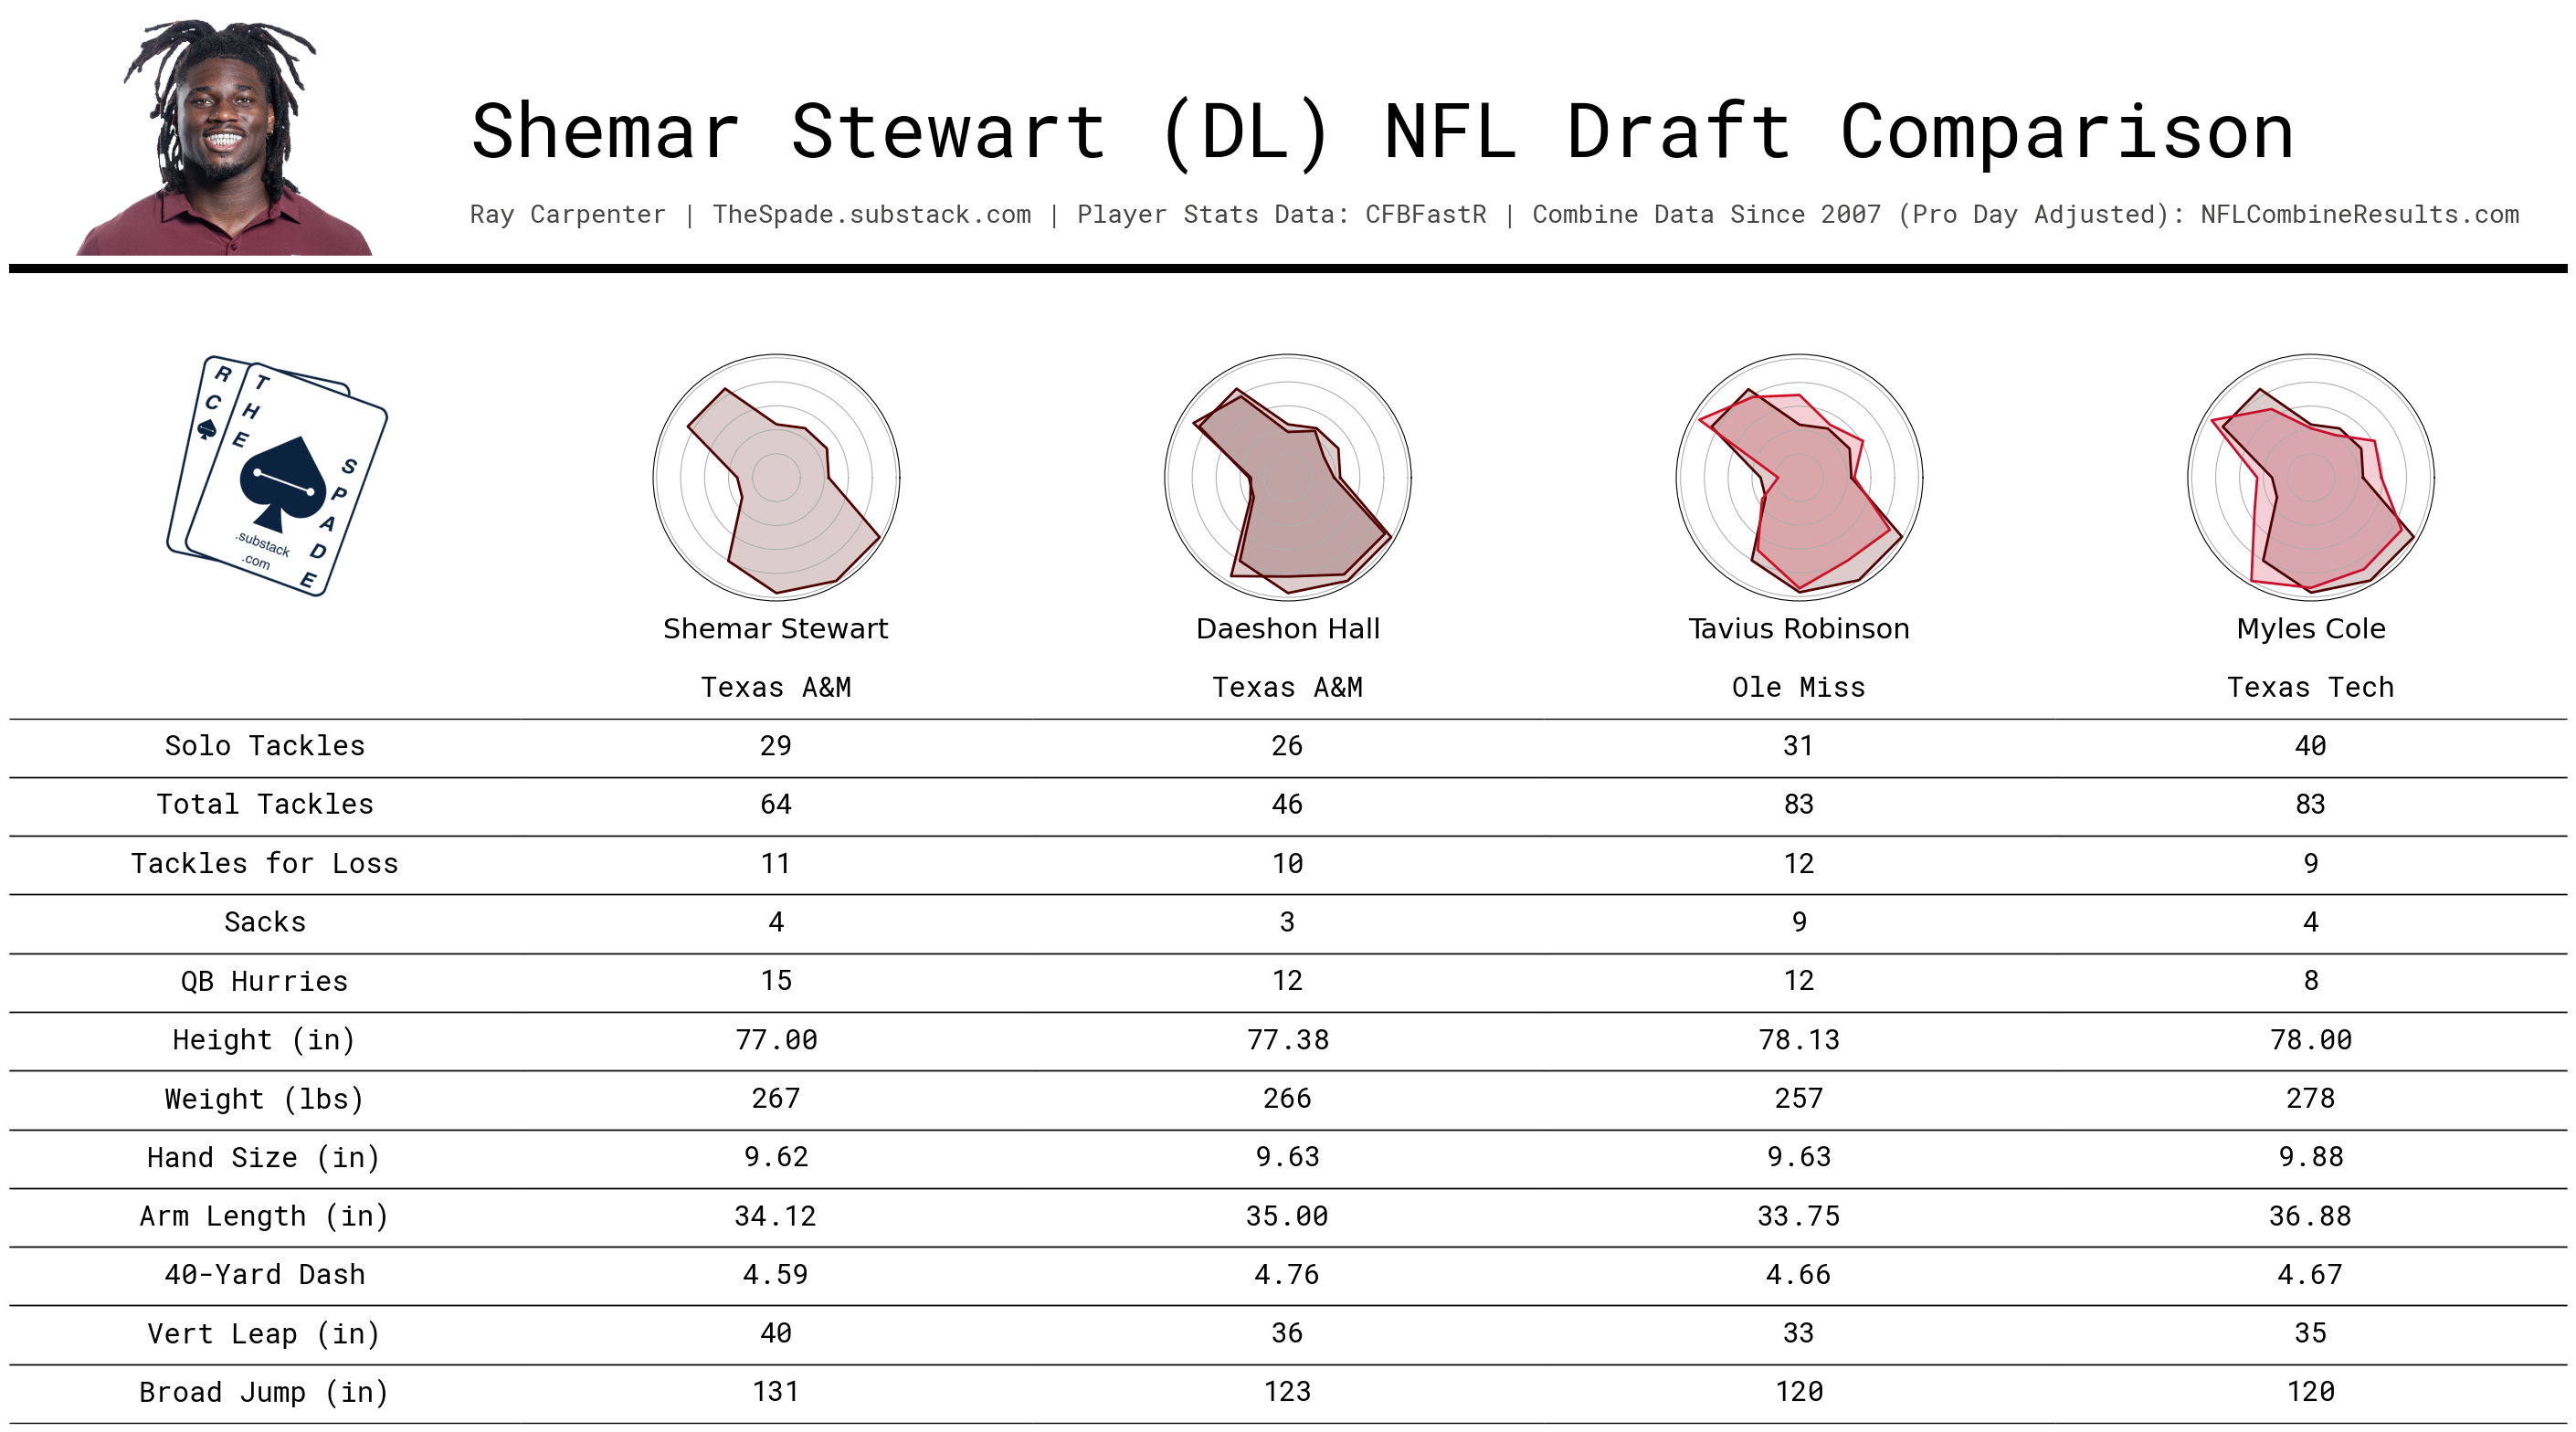 Shemar Stewart (DL) NFL Draft Comparison
Ray Carpenter | TheSpade.substack.com | Player Stats Data: CFBFastR | Combine Data Since 2007 (Pro Day Adjusted): NFLCombineResults.com
RC
THE
SPADE
.substack
.com
Shemar Stewart Daeshon Hall Tavius Robinson Myles Cole
Texas A&M Texas A&M Ole Miss Texas Tech
Solo Tackles 29 26 31 40
Total Tackles 64 46 83 83
Tackles for Loss 11 10 12 9
Sacks 4 3 9 4
QB Hurries 15 12 12 8
Height (in) 77.00 77.38 78.13 78.00
Weight (lbs) 267 266 257 278
Hand Size (in) 9.62 9.63 9.63 9.88
Arm Length (in) 34.12 35.00 33.75 36.88
40-Yard Dash 4.59 4.76 4.66 4.67
Vert Leap (in) 40 36 33 35
Broad Jump (in) 131 123 120 120